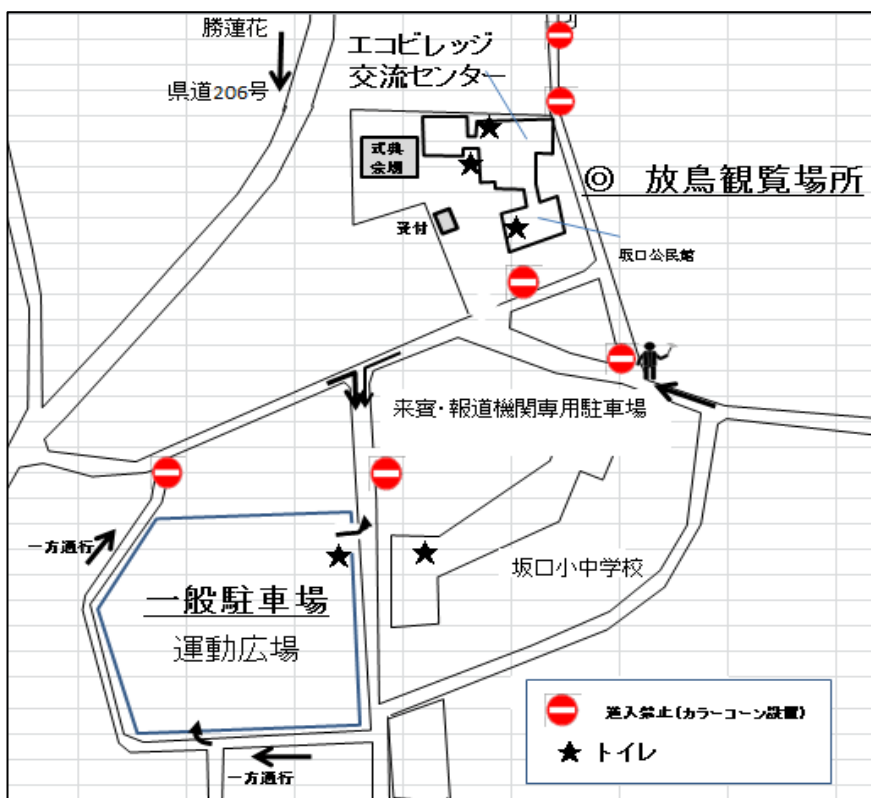 勝蓮花
県道206号
エコビレッジ
交流センター
式典
会場
◎ 放鳥観覧場所
受付
坂口公民館
来賓・報道機関専用駐車場
一方通行
一般駐車場
運動広場
坂口小中学校
進入禁止(カラーコーン設置)
トイレ
一方通行